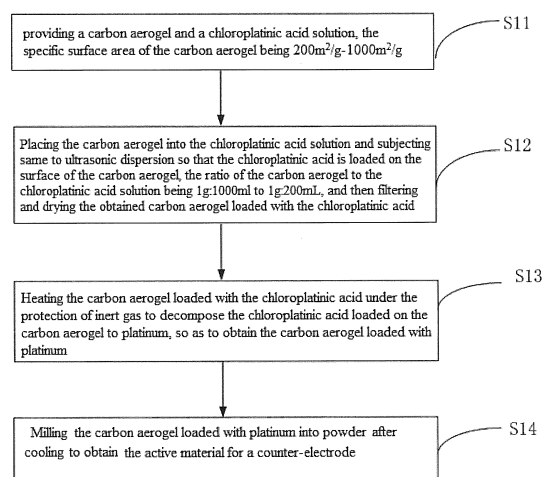 providing a carbon aerogel and a chloroplatinic acid solution, the
specific surface area of the carbon aerogel being 200m²/g-1000m²/g
S11
Placing the carbon aerogel into the chloroplatinic acid solution and subjecting
same to ultrasonic dispersion so that the chloroplatinic acid is loaded on the
surface of the carbon aerogel, the ratio of the carbon aerogel to the
chloroplatinic acid solution being 1g:1000ml to 1g:200mL, and then filtering
and drying the obtained carbon aerogel loaded with the chloroplatinic acid
S12
Heating the carbon aerogel loaded with the chloroplatinic acid under the
protection of inert gas to decompose the chloroplatinic acid loaded on the
carbon aerogel to platinum, so as to obtain the carbon aerogel loaded with
platinum
S13
Milling the carbon aerogel loaded with platinum into powder after
cooling to obtain the active material for a counter-electrode
S14